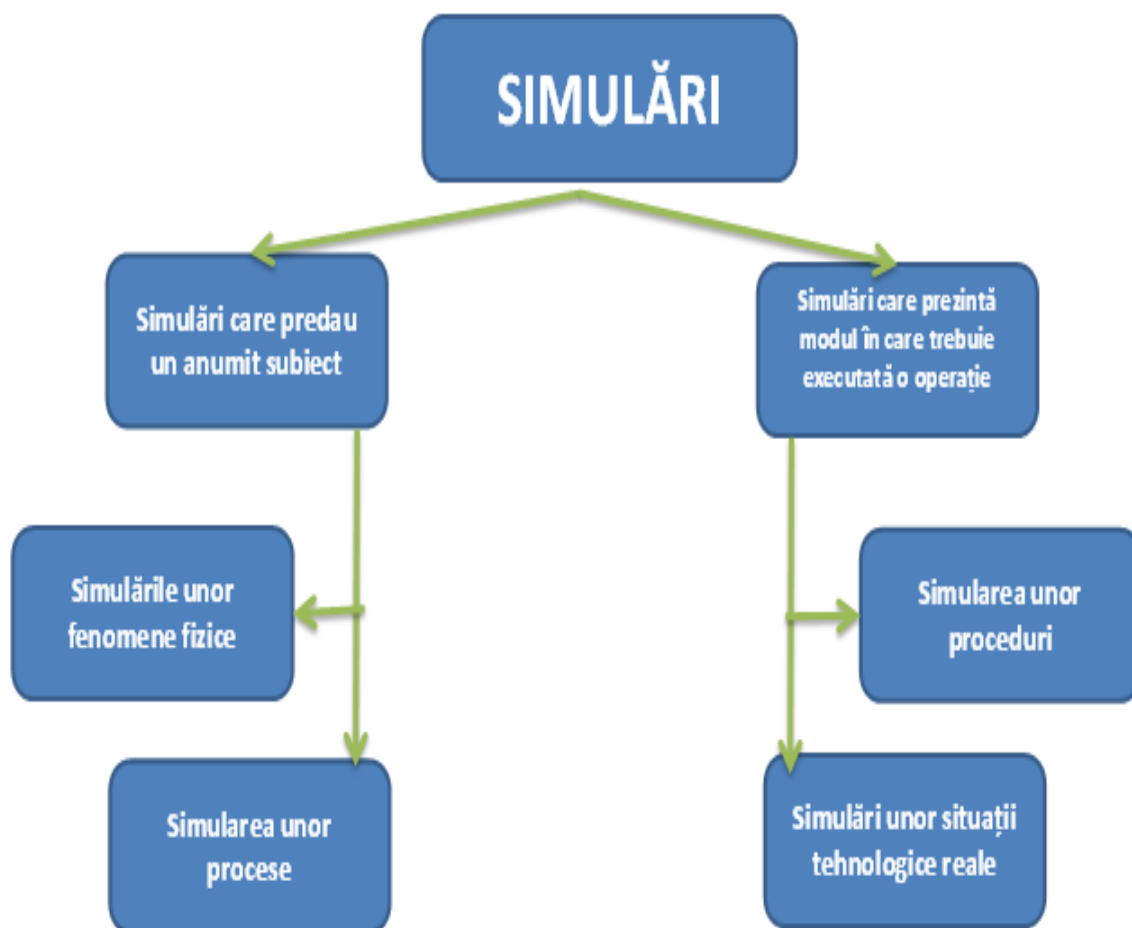 SIMULĂRI
Simulări care predau
un anumit subiect
Simulări care prezintă
modul în care trebuie
executată o operație
Simulările unor
fenomene fizice
Simularea unor
proceduri
Simularea unor
procese
Simulări unor situații
tehnologice reale